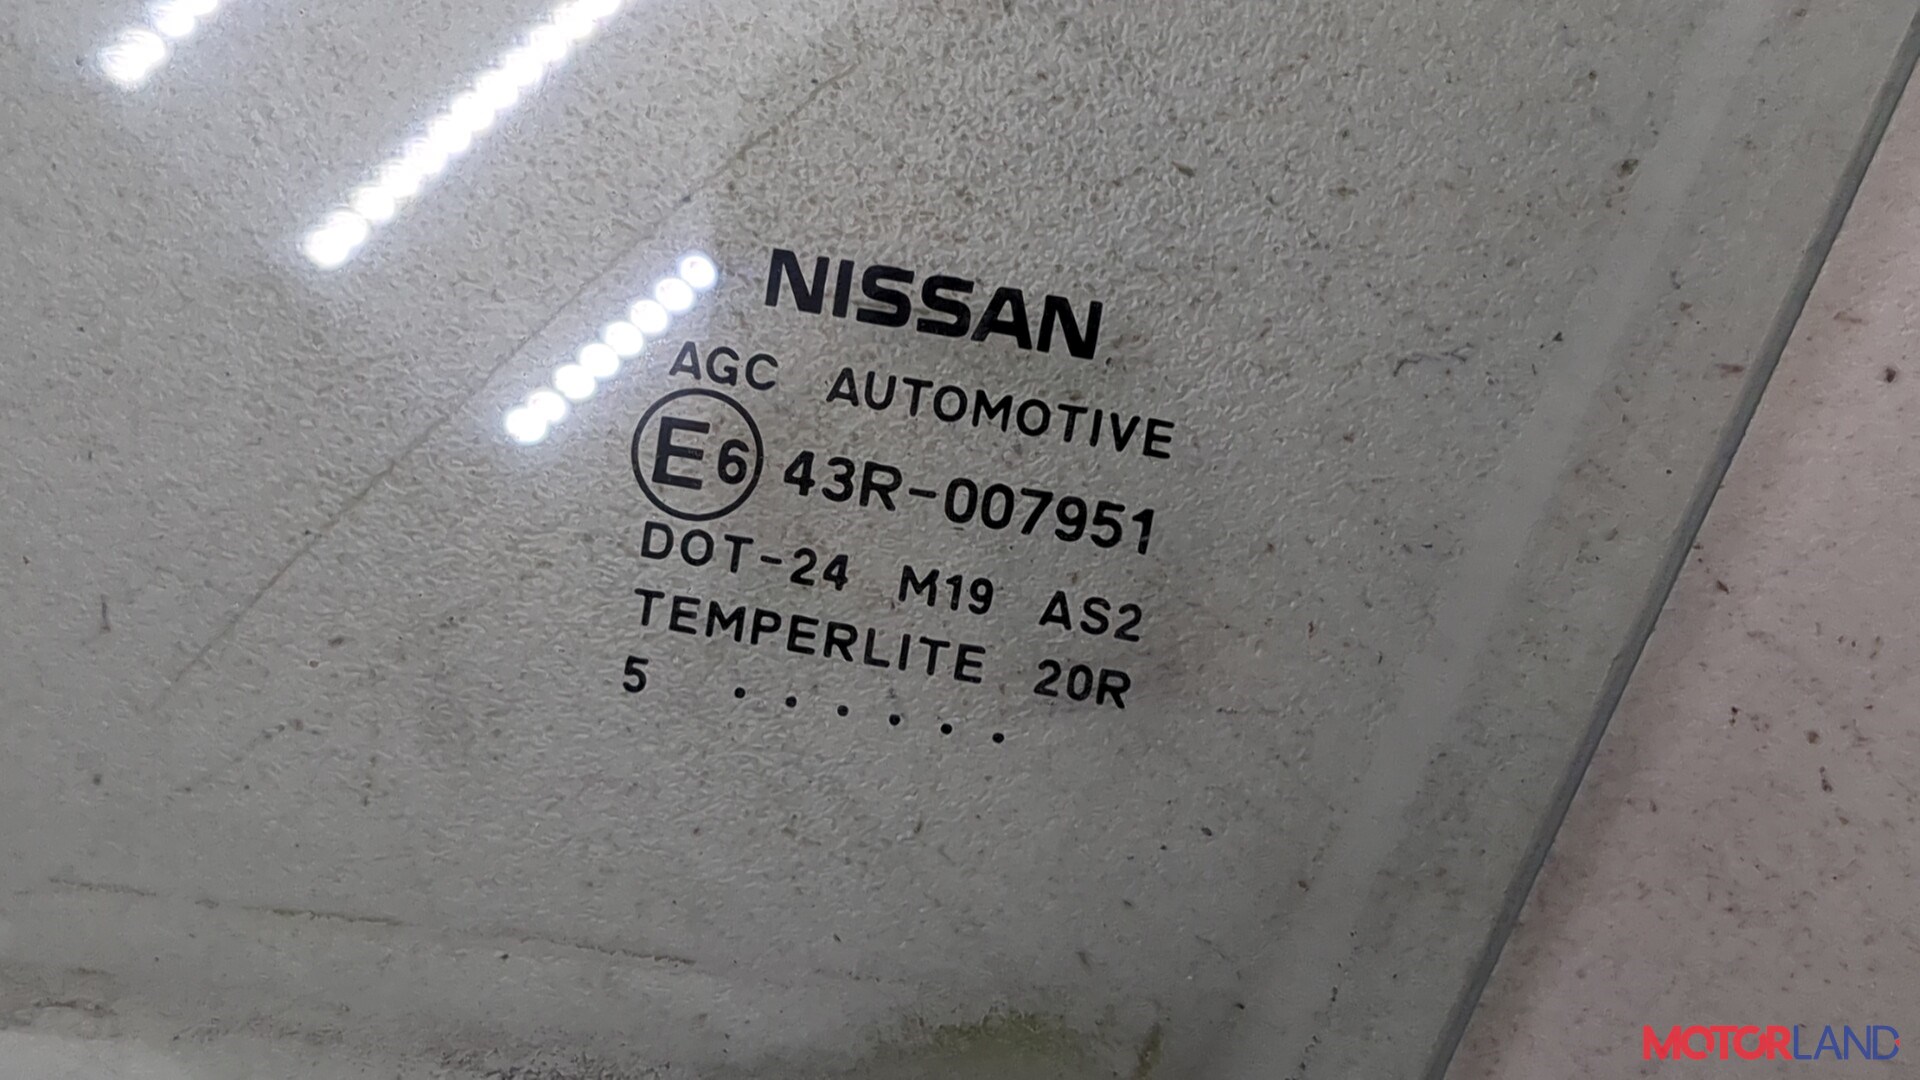 NISSAN
AGC AUTOMOTIVE
E6 43R-007951
DOT-24 M19 AS2
TEMPERLITE 20R
5 . . . . . .
MOTORLAND